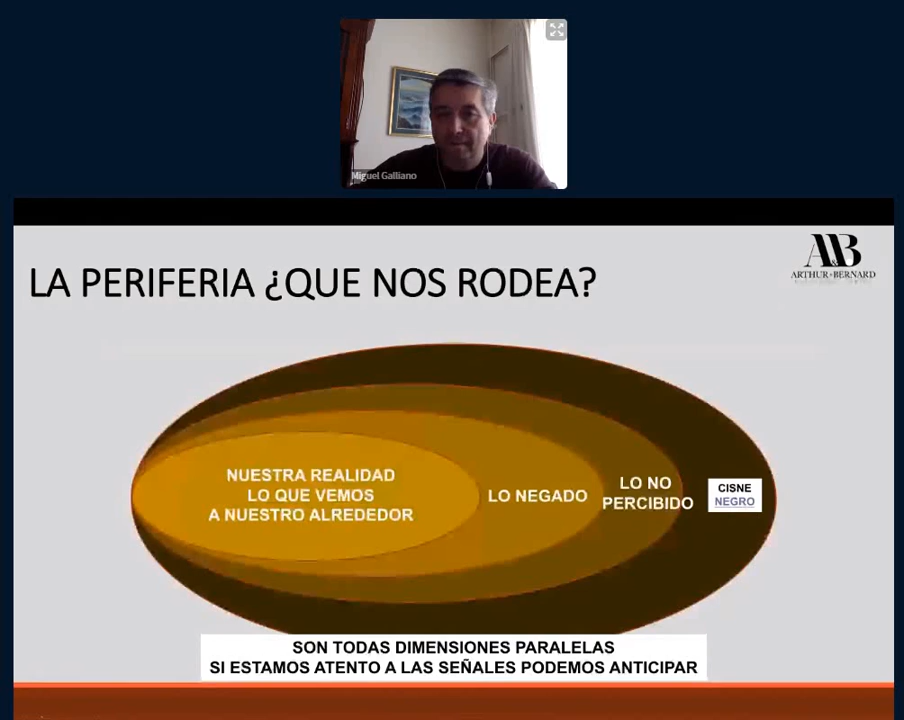 Miguel Galliano
LA PERIFERIA ¿QUE NOS RODEA?
A&B
ARTHUR & BERNARD
NUESTRA REALIDAD
LO QUE VEMOS
A NUESTRO ALREDEDOR
LO NEGADO
LO NO
PERCIBIDO
CISNE
NEGRO
SON TODAS DIMENSIONES PARALELAS
SI ESTAMOS ATENTO A LAS SEÑALES PODEMOS ANTICIPAR